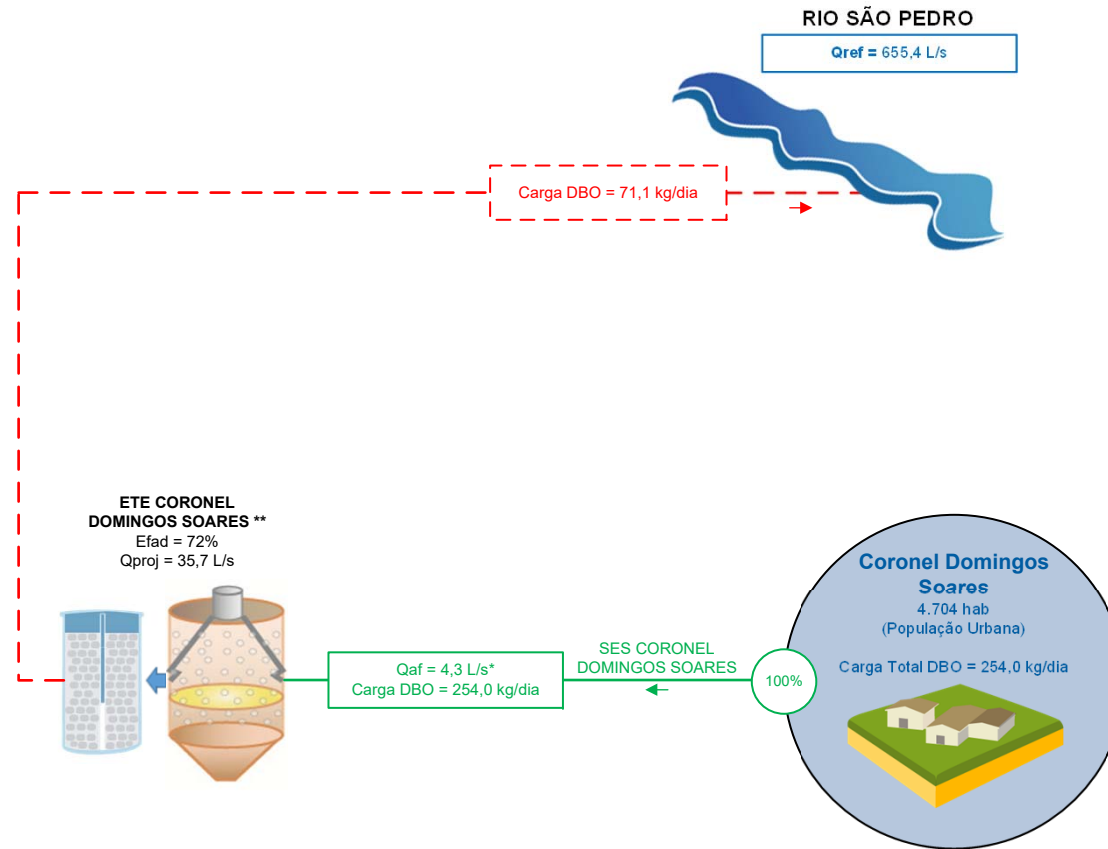 RIO SÃO PEDRO
Qref = 655,4 L/s
Carga DBO = 71,1 kg/dia
ETE CORONEL
DOMINGOS SOARES **
Efad = 72%
Qproj = 35,7 L/s
Qaf = 4,3 L/s*
Carga DBO = 254,0 kg/dia
SES CORONEL
DOMINGOS SOARES
100%
Coronel Domingos
Soares
4.704 hab
(População Urbana)
Carga Total DBO = 254,0 kg/dia